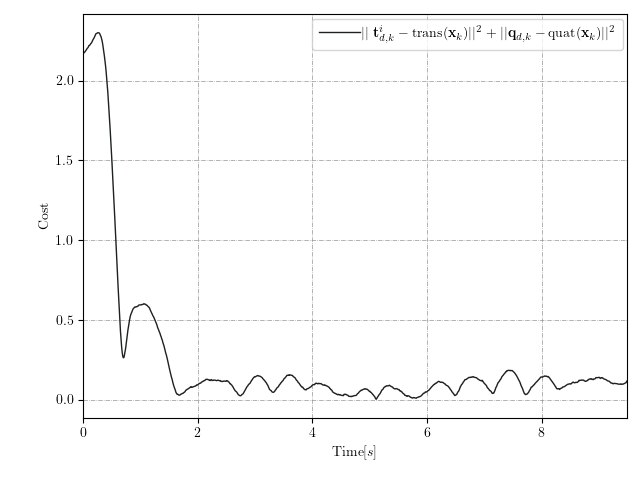 || t^i_{d,k} − trans(x_k)||^2 + ||q_{d,k} − quat(x_k)||^2
2.0
1.5
1.0
0.5
0.0
Cost
0 2 4 6 8
Time[s]